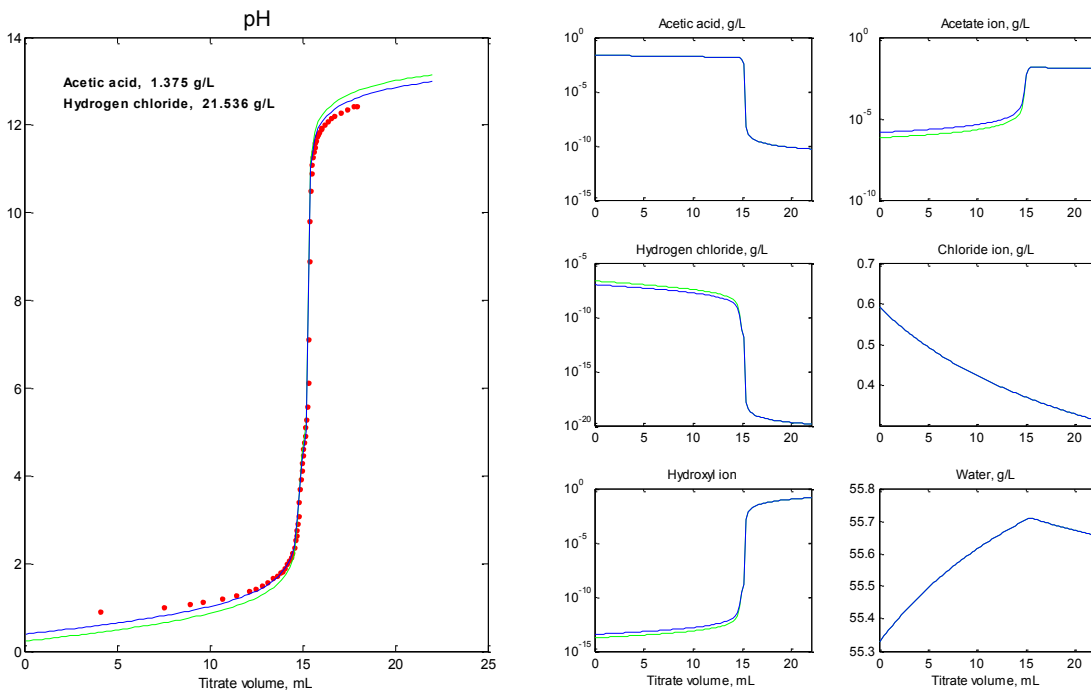 pH
14
12
10
8
6
4
2
0
0 5 10 15 20 25
Titrate volume, mL
Acetic acid, 1.375 g/L
Hydrogen chloride, 21.536 g/L
Acetic acid, g/L
10^0
10^-5
10^-10
10^-15
0 5 10 15 20
Acetate ion, g/L
10^0
10^-5
10^-10
0 5 10 15 20
Hydrogen chloride, g/L
10^-5
10^-10
10^-15
10^-20
0 5 10 15 20
Chloride ion, g/L
0.7
0.6
0.5
0.4
0 5 10 15 20
Hydroxyl ion
10^0
10^-5
10^-10
10^-15
0 5 10 15 20
Titrate volume, mL
Water, g/L
55.8
55.7
55.6
55.5
55.4
55.3
0 5 10 15 20
Titrate volume, mL